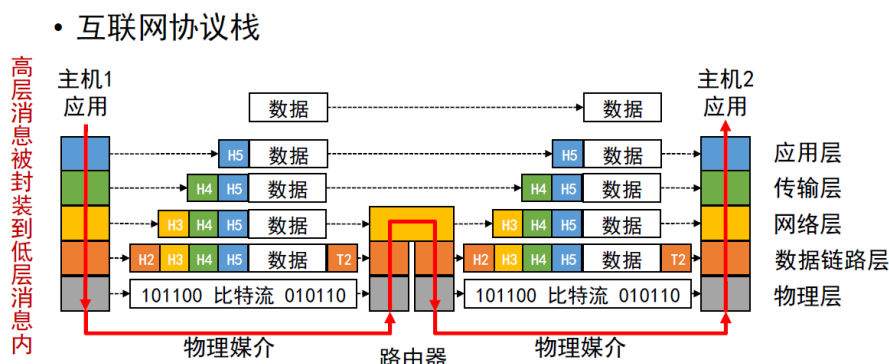 • 互联网协议栈
高层消息被封装到低层消息内
主机1
应用
数据
数据
主机2
应用
H5 数据
H5 数据
应用层
H4 H5 数据
H4 H5 数据
传输层
H3 H4 H5 数据
H3 H4 H5 数据
网络层
H2 H3 H4 H5 数据 T2
H2 H3 H4 H5 数据 T2
数据链路层
101100 比特流 010110
101100 比特流 010110
物理层
物理媒介
路由器
物理媒介